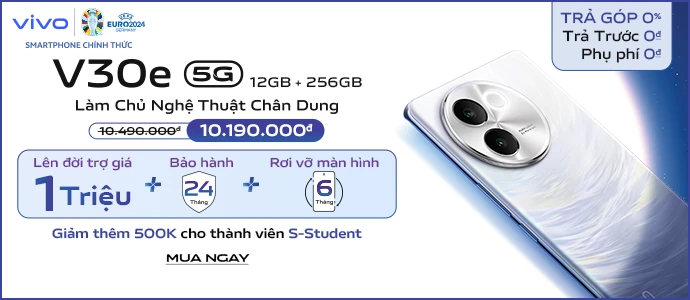 vivo
EURO2024
GERMANY
SMARTPHONE CHÍNH THỨC
V30e 5G 12GB + 256GB
Làm Chủ Nghệ Thuật Chân Dung
10.490.000đ 10.190.000đ
Lên đời trợ giá
1 Triệu
+
Bảo hành
24
Tháng
+
Rơi vỡ màn hình
6
Tháng
Giảm thêm 500K cho thành viên S-Student
MUA NGAY
TRẢ GÓP 0%
Trả Trước 0đ
Phụ phí 0đ